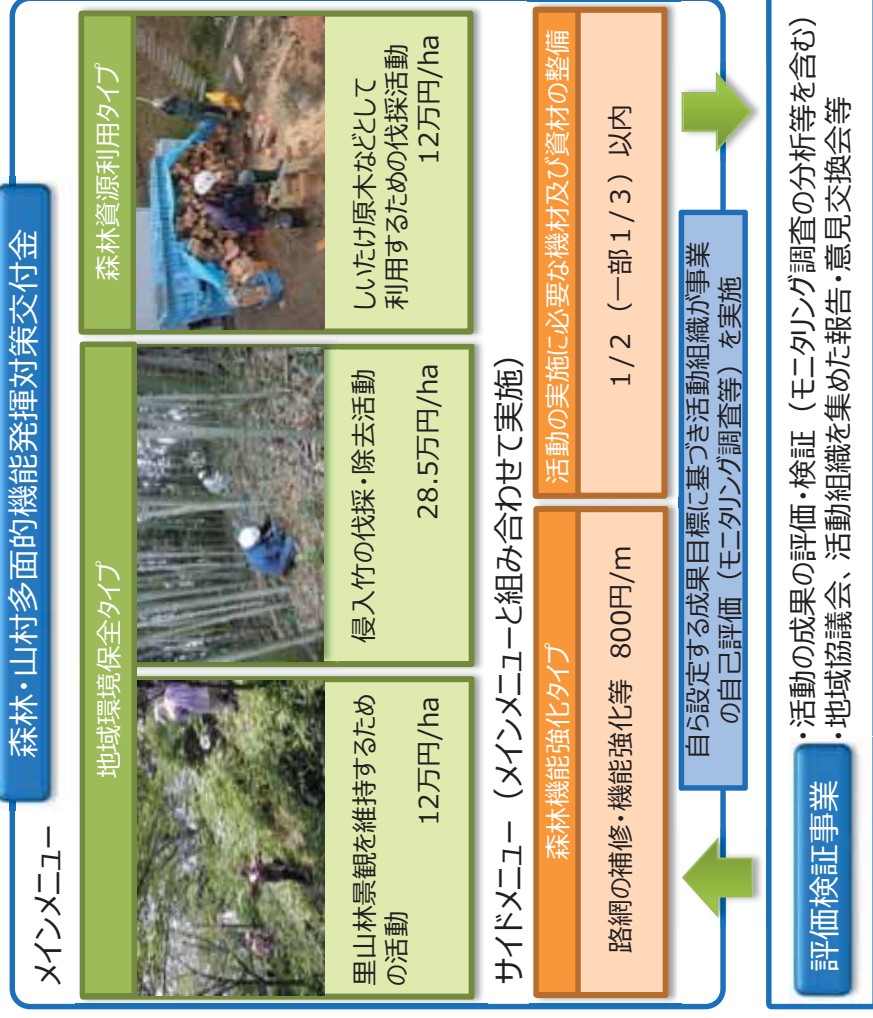 森林・山村多面的機能発揮対策交付金
メインメニュー
地域環境保全タイプ
里山林景観を維持するため
の活動
12万円/ha
侵入竹の伐採・除去活動
28.5万円/ha
森林資源利用タイプ
しいたけ原木などとして
利用するための伐採活動
12万円/ha
サイドメニュー（メインメニューと組み合わせて実施）
森林機能強化タイプ
路網の補修・機能強化等 800円/m
活動の実施に必要な機材及び資材の整備
1/2（一部1/3）以内
自ら設定する成果目標に基づき活動組織が事業
の自己評価（モニタリング調査等）を実施
評価検証事業
・活動の成果の評価・検証（モニタリング調査の分析等を含む）
・地域協議会、活動組織を集めた報告・意見交換会等